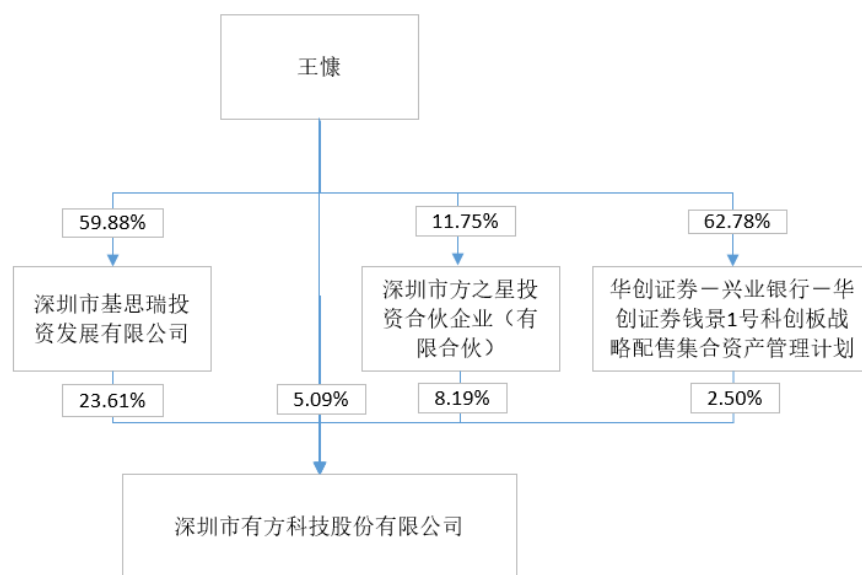 王慷
59.88%
11.75%
62.78%
深圳市基思瑞投
资发展有限公司
深圳市方之星投
资合伙企业（有
限合伙）
华创证券－兴业银行－华
创证券钱景1号科创板战
略配售集合资产管理计划
23.61%
5.09%
8.19%
2.50%
深圳市有方科技股份有限公司